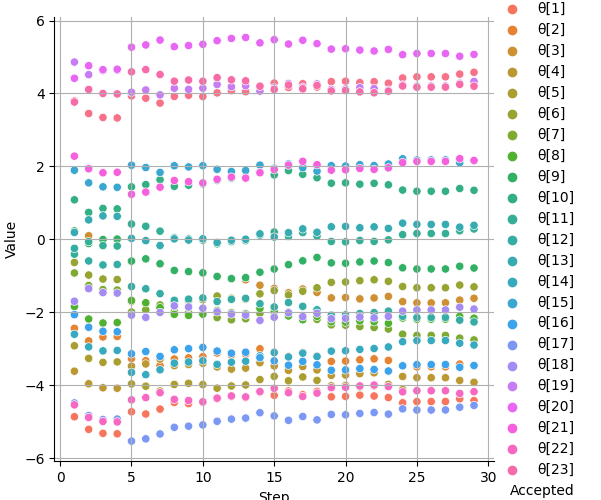 6
4
2
0
−2
−4
−6
Value
0
5
10
15
20
25
30
Step
θ[1]
θ[2]
θ[3]
θ[4]
θ[5]
θ[6]
θ[7]
θ[8]
θ[9]
θ[10]
θ[11]
θ[12]
θ[13]
θ[14]
θ[15]
θ[16]
θ[17]
θ[18]
θ[19]
θ[20]
θ[21]
θ[22]
θ[23]
Accepted